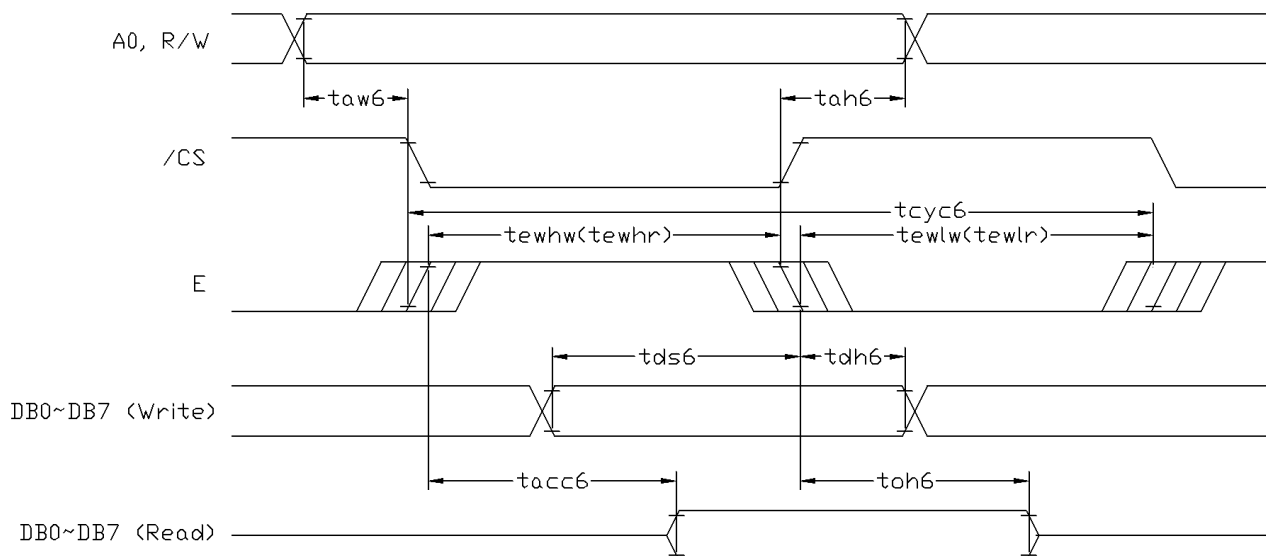 A0, R/W
taw6
tah6
/CS
tcyc6
tewhw(tewhr)
tewlw(tewlr)
E
tds6
tdh6
DB0~DB7 (Write)
tacc6
toh6
DB0~DB7 (Read)